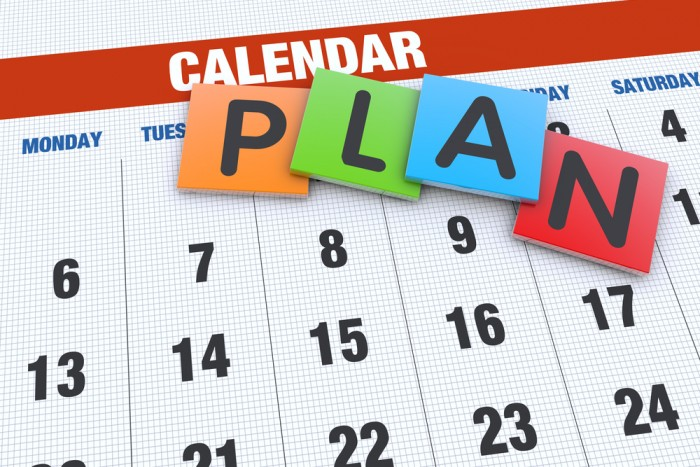 CALENDAR
PLAN
MONDAY TUES DAY SATURDAY
4
6 7 8 9
13 14 15 16 17
21 22 23 24